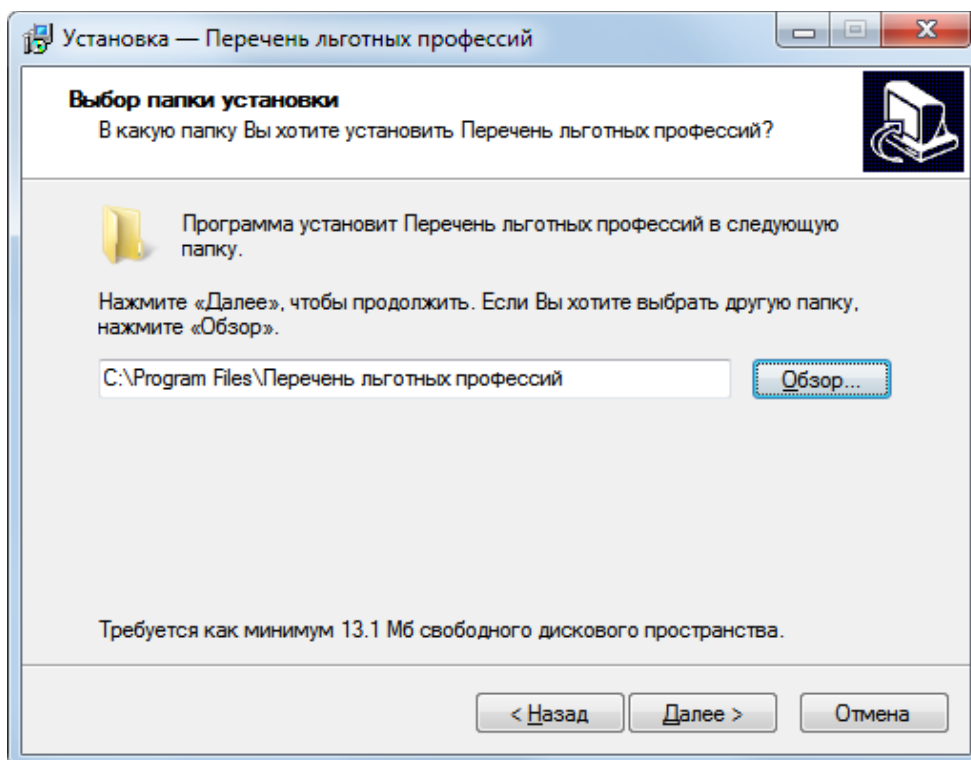 Установка — Перечень льготных профессий
Выбор папки установки
В какую папку Вы хотите установить Перечень льготных профессий?
Программа установит Перечень льготных профессий в следующую
папку.
Нажмите «Далее», чтобы продолжить. Если Вы хотите выбрать другую папку,
нажмите «Обзор».
C:\Program Files\Перечень льготных профессий
Обзор...
Требуется как минимум 13.1 Мб свободного дискового пространства.
< Назад
Далее >
Отмена